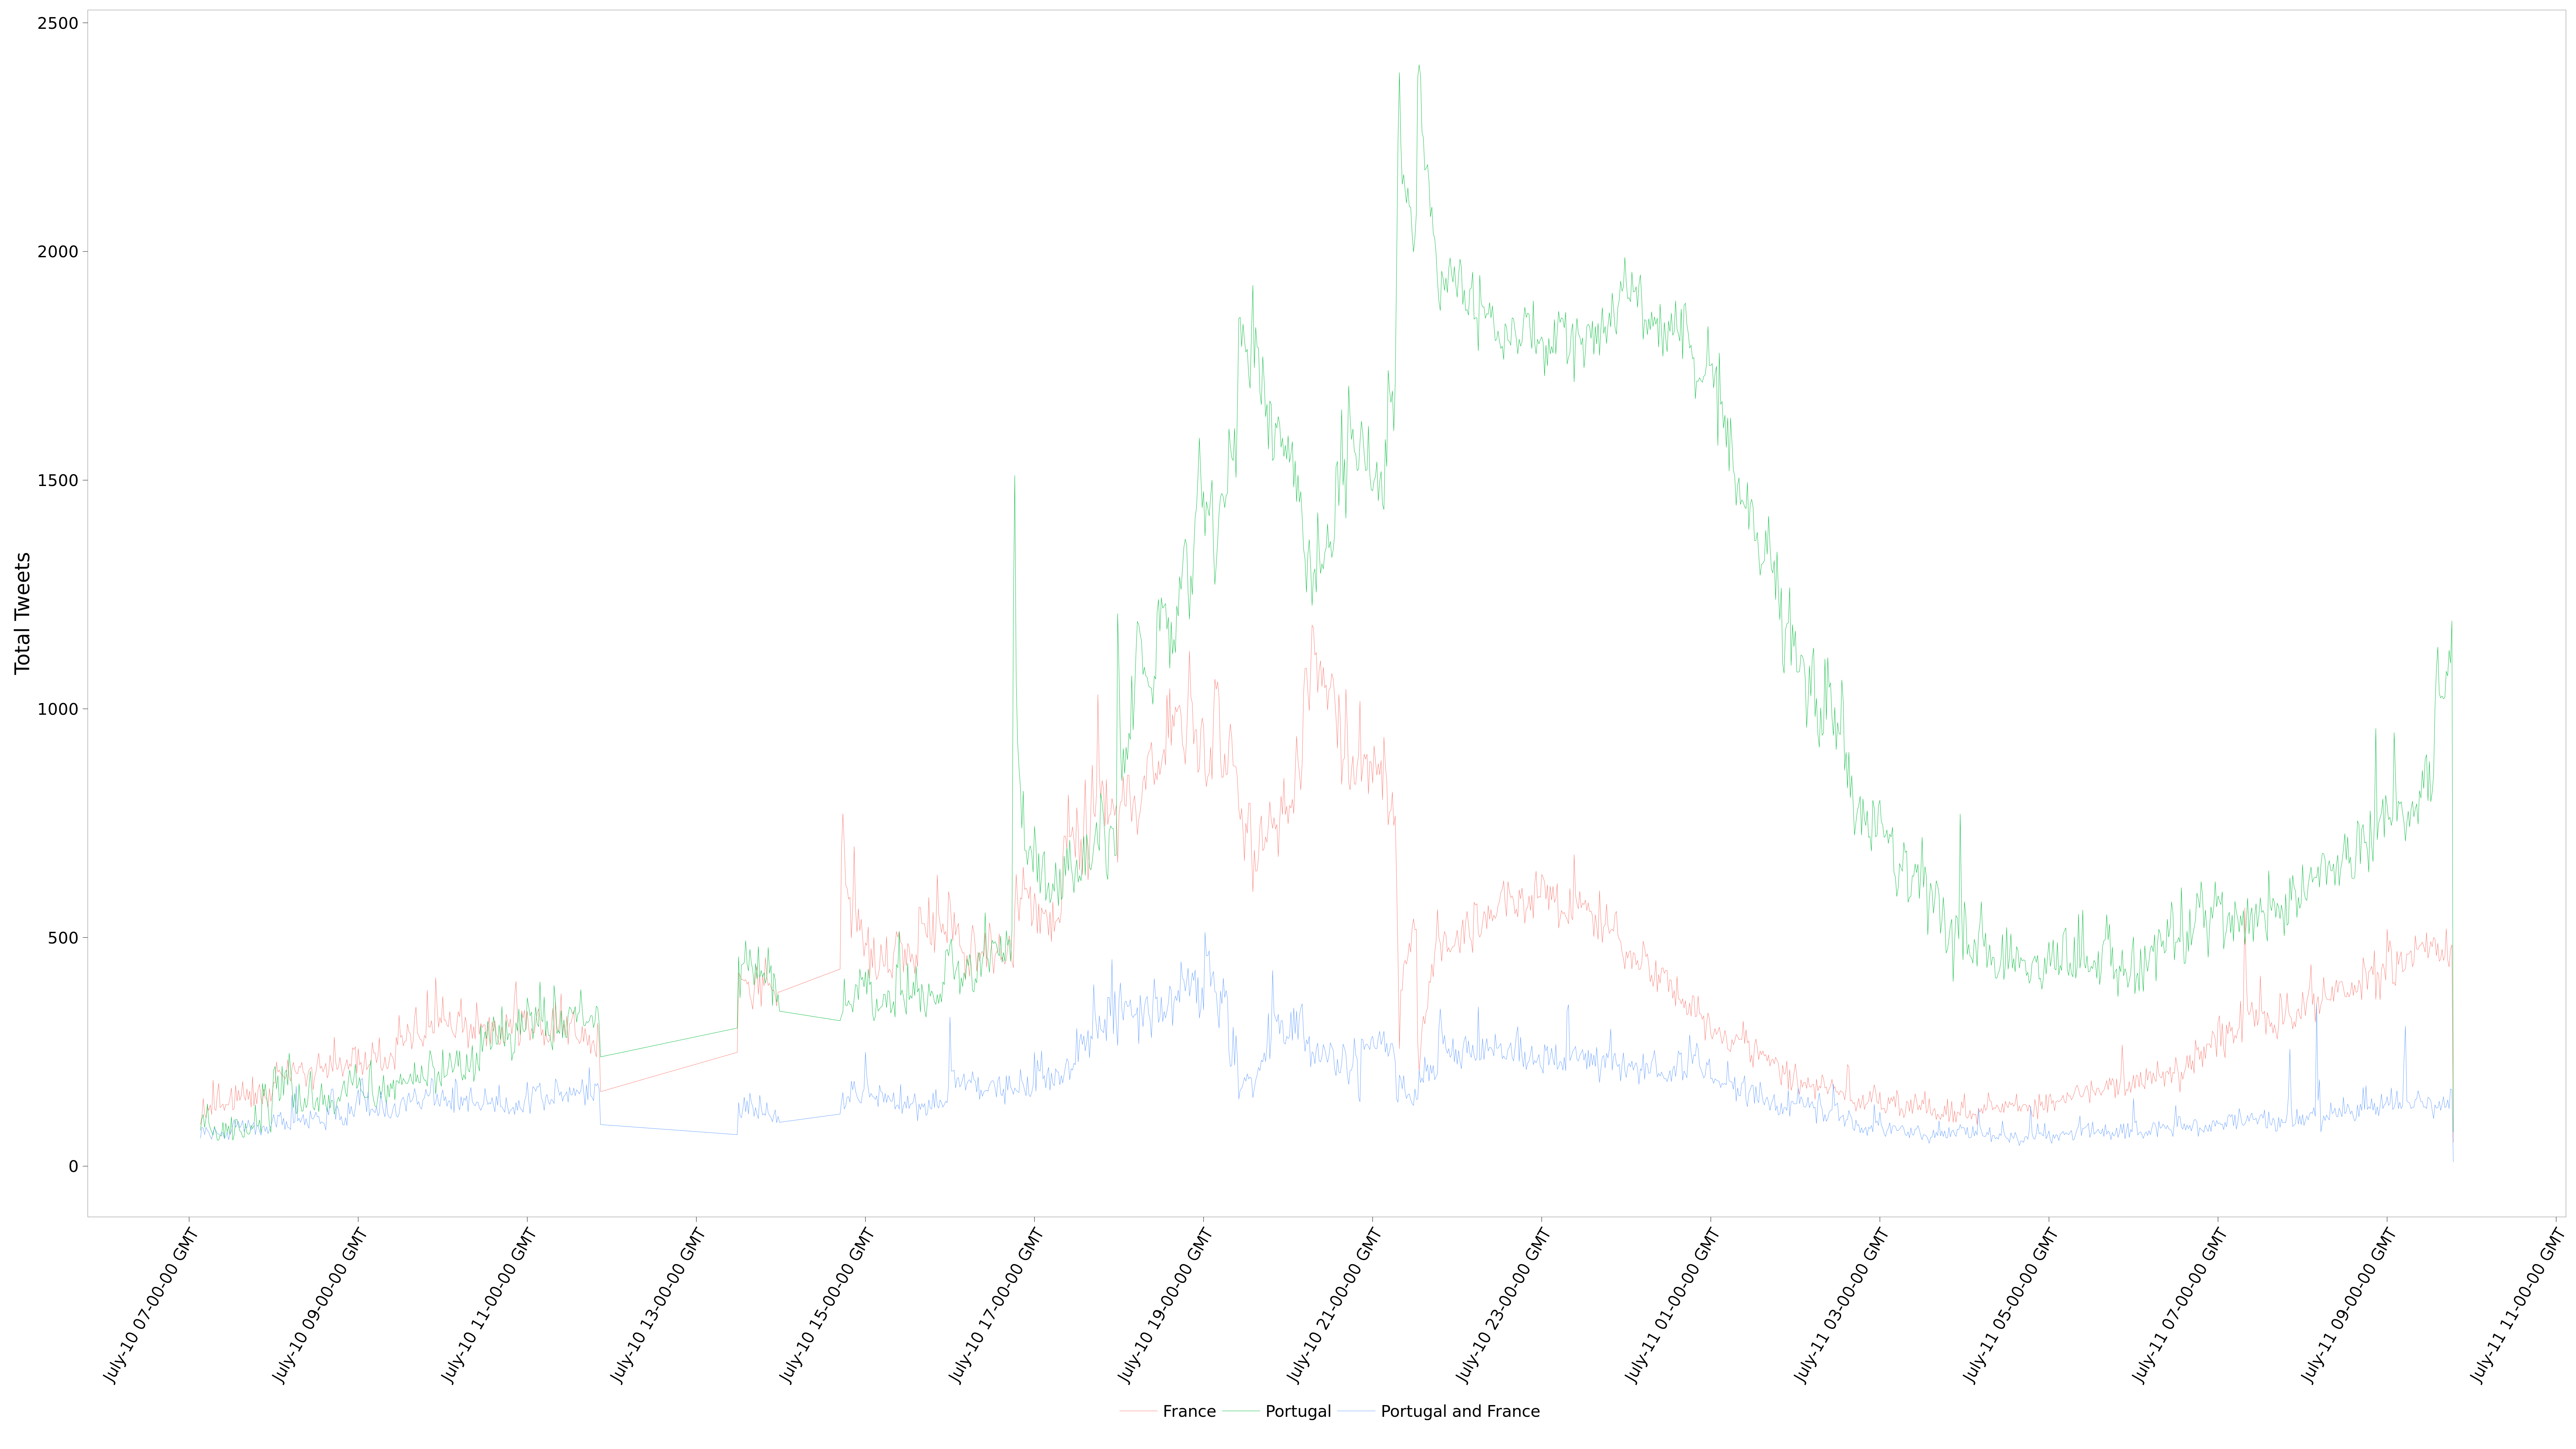 2500
2000
1500
1000
500
0
Total Tweets
July-10 07-00-00 GMT
July-10 09-00-00 GMT
July-10 11-00-00 GMT
July-10 13-00-00 GMT
July-10 15-00-00 GMT
July-10 17-00-00 GMT
July-10 19-00-00 GMT
July-10 21-00-00 GMT
July-10 23-00-00 GMT
July-11 01-00-00 GMT
July-11 03-00-00 GMT
July-11 05-00-00 GMT
July-11 07-00-00 GMT
July-11 09-00-00 GMT
July-11 11-00-00 GMT
France Portugal Portugal and France